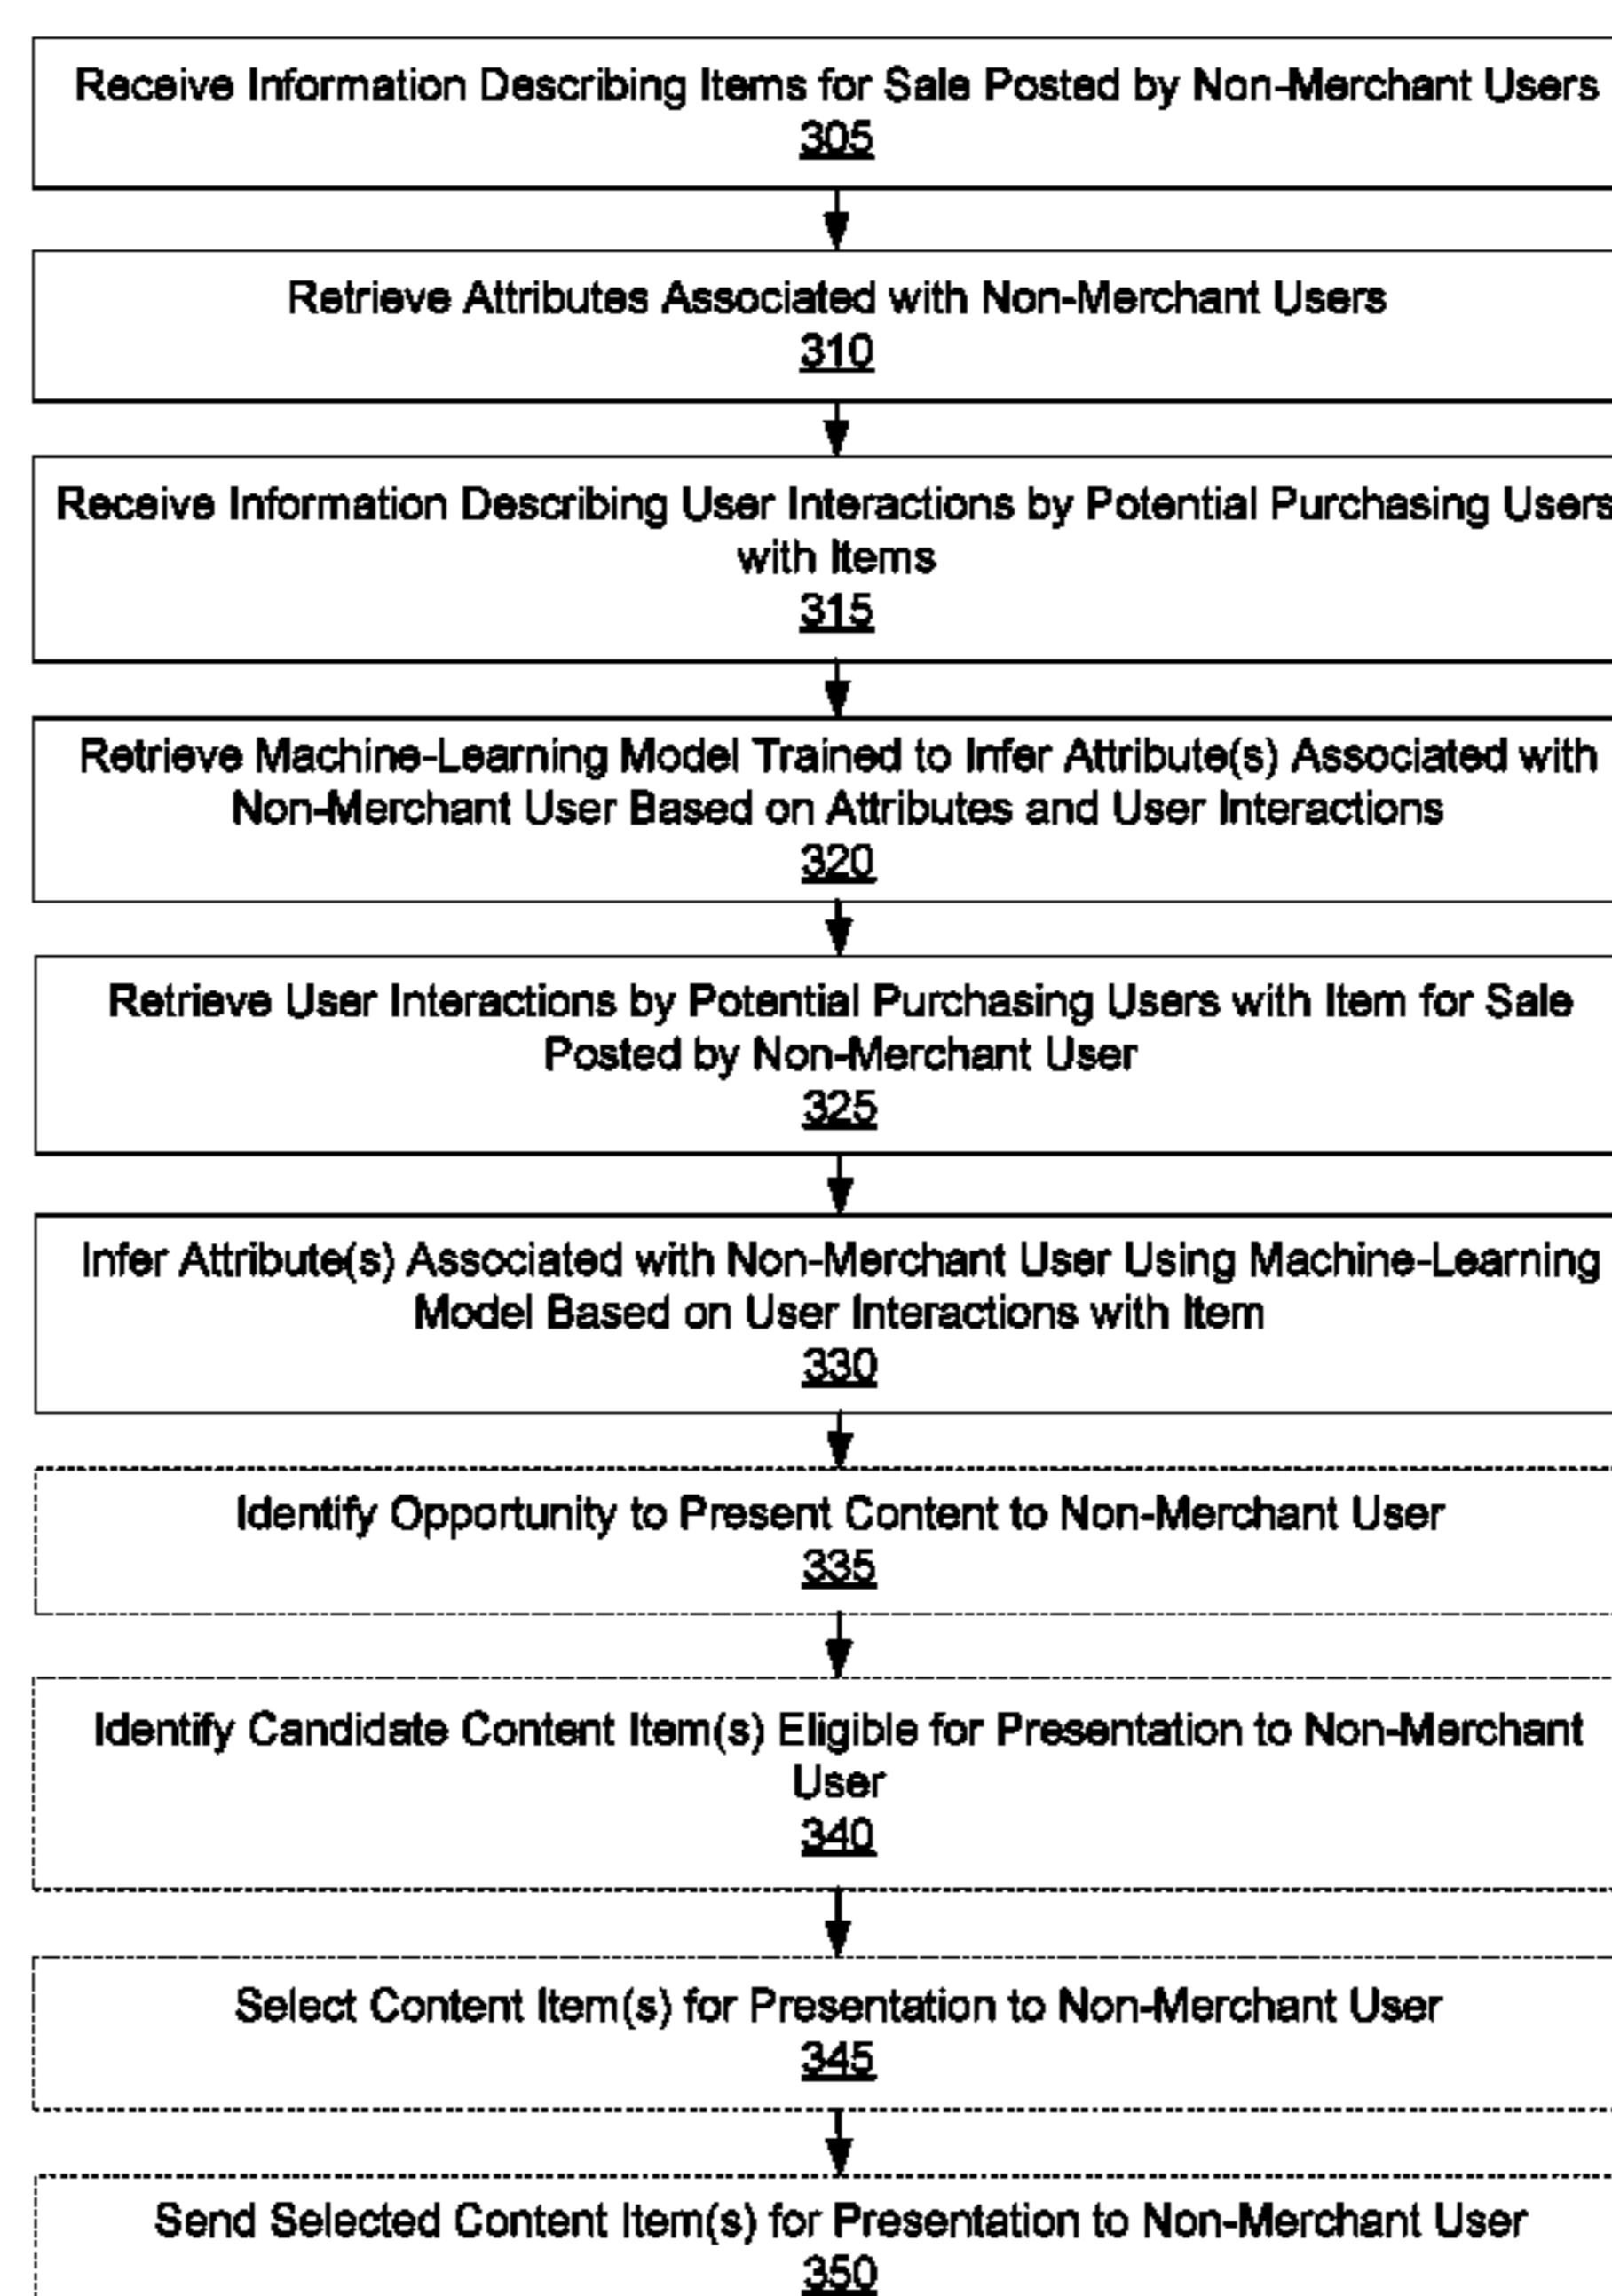 Receive Information Describing Items for Sale Posted by Non-Merchant Users
305
Retrieve Attributes Associated with Non-Merchant Users
310
Receive Information Describing User Interactions by Potential Purchasing Users
with Items
315
Retrieve Machine-Learning Model Trained to Infer Attribute(s) Associated with
Non-Merchant User Based on Attributes and User Interactions
320
Retrieve User Interactions by Potential Purchasing Users with Item for Sale
Posted by Non-Merchant User
325
Infer Attribute(s) Associated with Non-Merchant User Using Machine-Learning
Model Based on User Interactions with Item
330
Identify Opportunity to Present Content to Non-Merchant User
335
Identify Candidate Content Item(s) Eligible for Presentation to Non-Merchant
User
340
Select Content Item(s) for Presentation to Non-Merchant User
345
Send Selected Content Item(s) for Presentation to Non-Merchant User
350